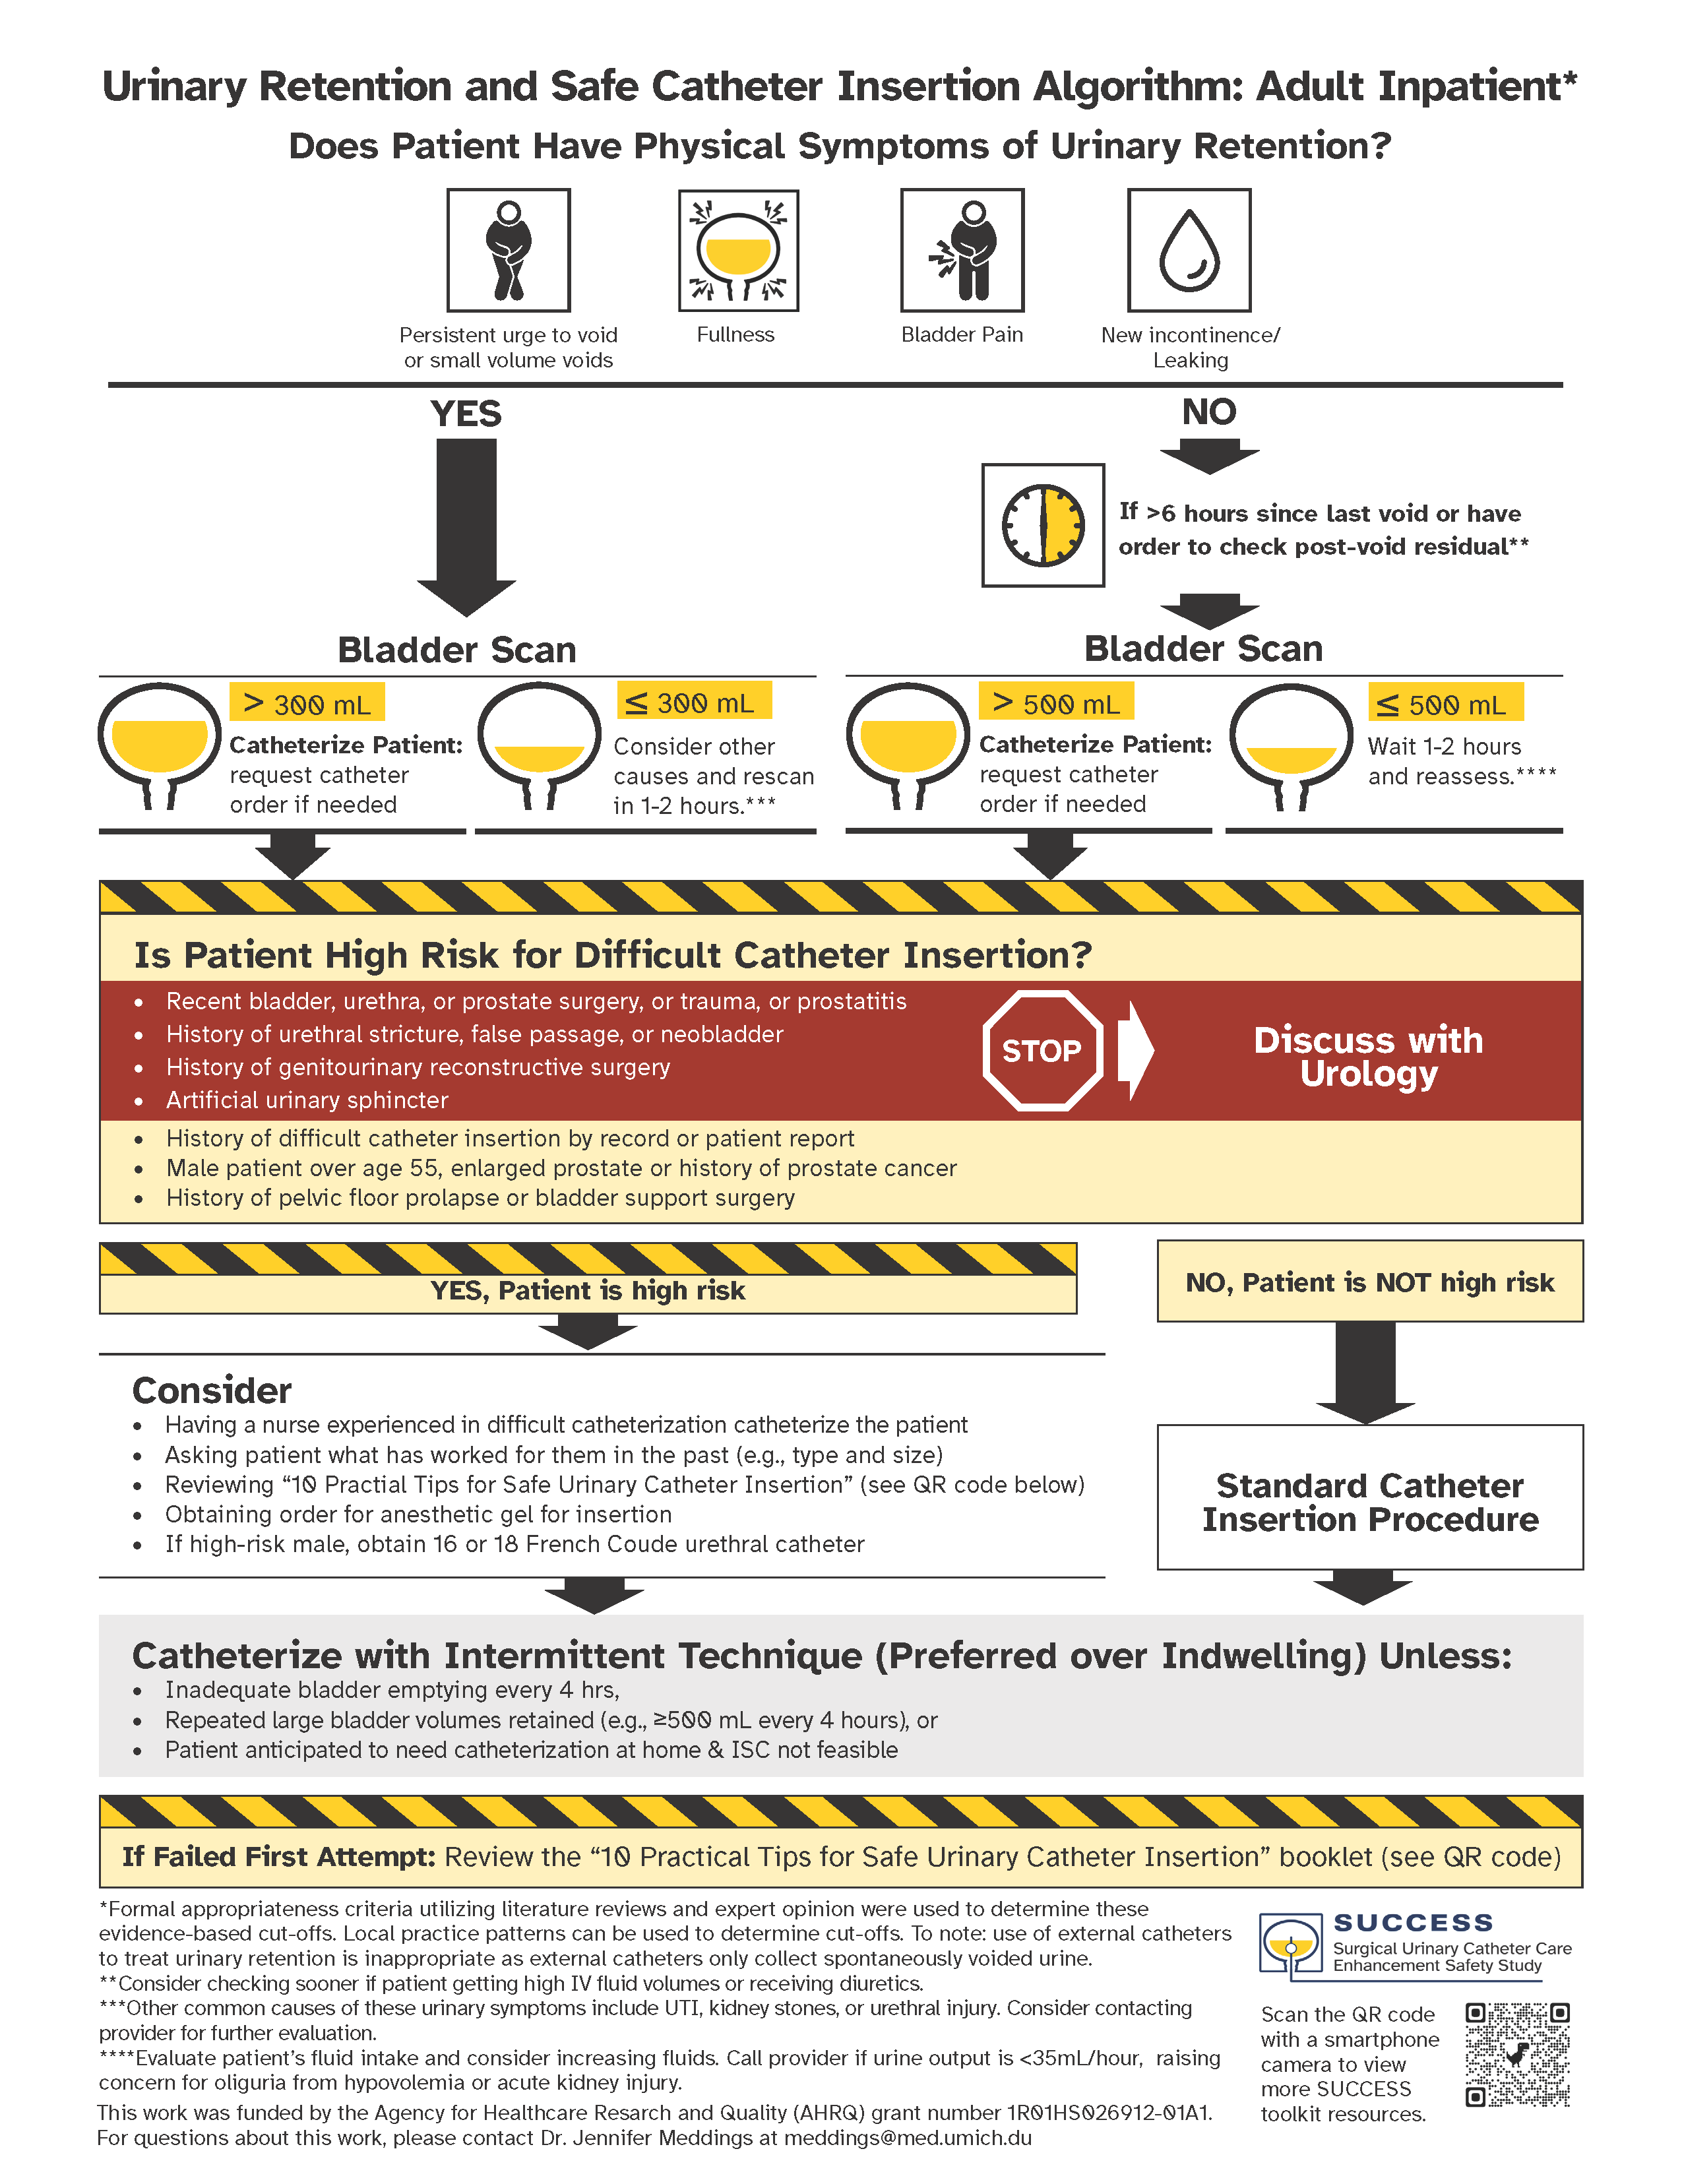 Urinary Retention and Safe Catheter Insertion Algorithm: Adult Inpatient*
Does Patient Have Physical Symptoms of Urinary Retention?
Persistent urge to void
or small volume voids
Fullness
Bladder Pain
New incontinence/
Leaking
YES
NO
If >6 hours since last void or have
order to check post-void residual**
Bladder Scan
> 300 mL
Catheterize Patient:
request catheter
order if needed
≤ 300 mL
Consider other
causes and rescan
in 1-2 hours.***
Bladder Scan
> 500 mL
Catheterize Patient:
request catheter
order if needed
≤ 500 mL
Wait 1-2 hours
and reassess.****
Is Patient High Risk for Difficult Catheter Insertion?
• Recent bladder, urethra, or prostate surgery, or trauma, or prostatitis
• History of urethral stricture, false passage, or neobladder
• History of genitourinary reconstructive surgery
• Artificial urinary sphincter
STOP
Discuss with
Urology
• History of difficult catheter insertion by record or patient report
• Male patient over age 55, enlarged prostate or history of prostate cancer
• History of pelvic floor prolapse or bladder support surgery
YES, Patient is high risk
NO, Patient is NOT high risk
Consider
• Having a nurse experienced in difficult catheterization catheterize the patient
• Asking patient what has worked for them in the past (e.g., type and size)
• Reviewing “10 Practial Tips for Safe Urinary Catheter Insertion” (see QR code below)
• Obtaining order for anesthetic gel for insertion
• If high-risk male, obtain 16 or 18 French Coude urethral catheter
Standard Catheter
Insertion Procedure
Catheterize with Intermittent Technique (Preferred over Indwelling) Unless:
• Inadequate bladder emptying every 4 hrs,
• Repeated large bladder volumes retained (e.g., ≥500 mL every 4 hours), or
• Patient anticipated to need catheterization at home & ISC not feasible
If Failed First Attempt: Review the “10 Practical Tips for Safe Urinary Catheter Insertion” booklet (see QR code)
*Formal appropriateness criteria utilizing literature reviews and expert opinion were used to determine these
evidence-based cut-offs. Local practice patterns can be used to determine cut-offs. To note: use of external catheters
to treat urinary retention is inappropriate as external catheters only collect spontaneously voided urine.
**Consider checking sooner if patient getting high IV fluid volumes or receiving diuretics.
***Other common causes of these urinary symptoms include UTI, kidney stones, or urethral injury. Consider contacting
provider for further evaluation.
****Evaluate patient’s fluid intake and consider increasing fluids. Call provider if urine output is <35mL/hour, raising
concern for oliguria from hypovolemia or acute kidney injury.
This work was funded by the Agency for Healthcare Resarch and Quality (AHRQ) grant number 1R01HS026912-01A1.
For questions about this work, please contact Dr. Jennifer Meddings at meddings@med.umich.du
SUCCESS
Surgical Urinary Catheter Care
Enhancement Safety Study
Scan the QR code
with a smartphone
camera to view
more SUCCESS
toolkit resources.